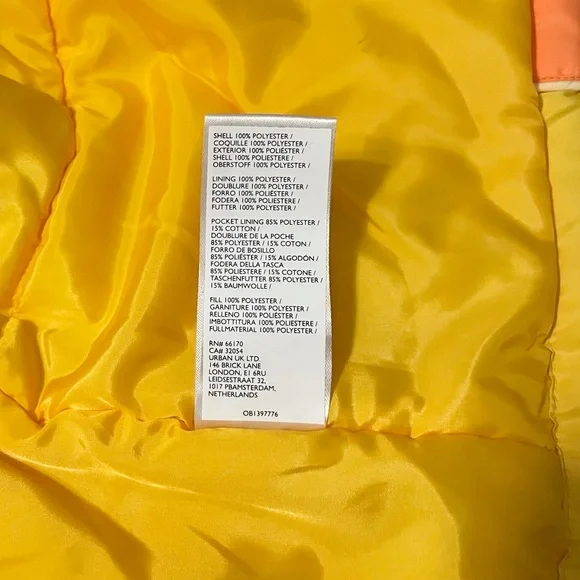 SHELL 100% POLYESTER /
COQUILLE 100% POLYESTER /
EXTERIOR 100% POLIÉSTER /
SHELL 100% POLIESTERE /
OBERSTOFF 100% POLYESTER
LINING 100% POLYESTER /
DOUBLURE 100% POLYESTER /
FORRO 100% POLIÉSTER /
FODERA 100% POLIESTERE /
FUTTER 100% POLYESTER
POCKET LINING 85% POLYESTER
/ 15% COTTON /
DOUBLURE DE LA POCHE
85% POLYESTER / 15% COTON /
FORRO DE BOSILLO
85% POLIÉSTER / 15% ALGODÓN /
FODERA DELLA TASCA
85% POLIESTERE / 15% COTONE /
TASCHENFUTTER 85% POLYESTER /
15% BAUMWOLLE /
FILL 100% POLYESTER /
GARNITURE 100% POLYESTER /
RELLENO 100% POLIÉSTER /
IMBOTTITURA 100% POLIESTERE /
FULLMATERIAL 100% POLYESTER
RN# 66170
CA# 32054
URBAN UK LTD.
146 BRICK LANE
LONDON, E1 6RU
LEIDSESTRAAT 32,
1017 PBAMSTERDAM,
NETHERLANDS
OB1397776